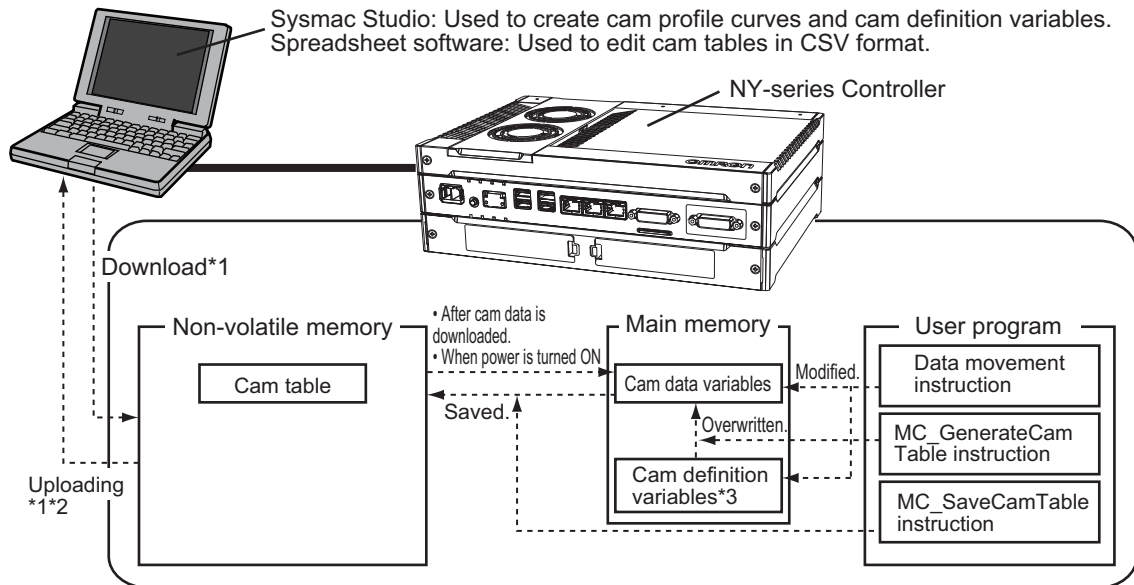 Sysmac Studio: Used to create cam profile curves and cam definition variables.
Spreadsheet software: Used to edit cam tables in CSV format.
NY-series Controller
omron
Download*1
Non-volatile memory
Cam table
• After cam data is
downloaded.
• When power is turned ON
Saved.
Main memory
Cam data variables
Overwritten.
Cam definition
variables*3
Modified.
User program
Data movement
instruction
MC_GenerateCam
Table instruction
MC_SaveCamTable
instruction
Uploading
*1*2